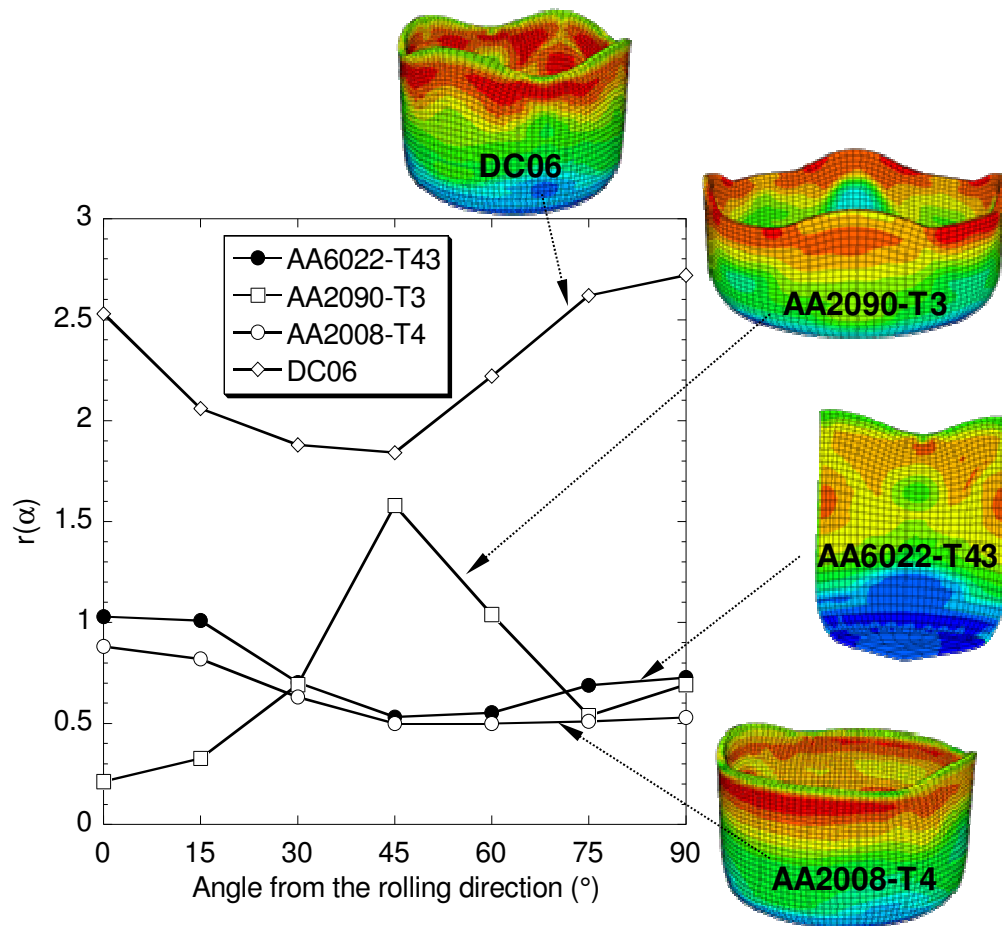 DC06
AA2090-T3
AA6022-T43
AA2008-T4
3
2.5
2
1.5
1
0.5
0
r(α)
AA6022-T43
AA2090-T3
AA2008-T4
DC06
0 15 30 45 60 75 90
Angle from the rolling direction (°)